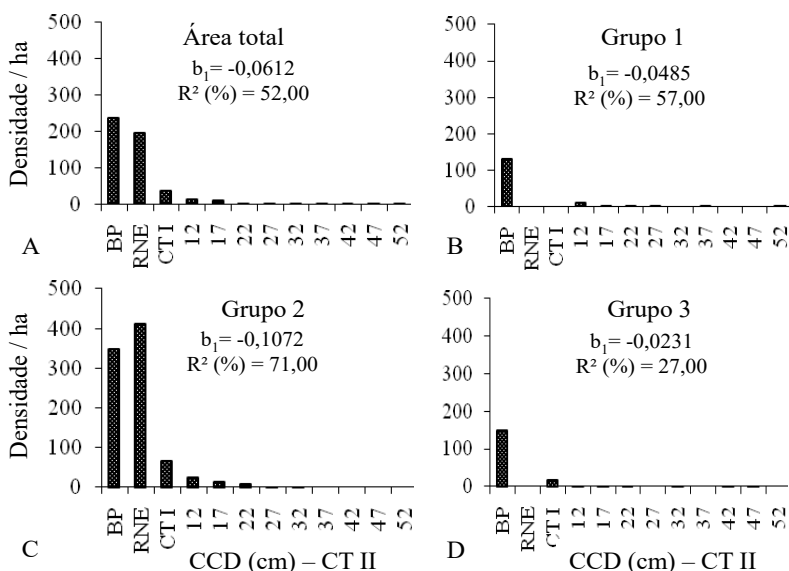 Densidade / ha
500
400
300
200
100
0
Área total
b₁= -0,0612
R² (%) = 52,00
BP RNE CT I 12 17 22 27 32 37 42 47 52
A
500
400
300
200
100
0
Grupo 1
b₁= -0,0485
R² (%) = 57,00
BP RNE CT I 12 17 22 27 32 37 42 47 52
B
Densidade / ha
500
400
300
200
100
0
Grupo 2
b₁= -0,1072
R² (%) = 71,00
BP RNE CT I 12 17 22 27 32 37 42 47 52
C
CCD (cm) – CT II
500
400
300
200
100
0
Grupo 3
b₁= -0,0231
R² (%) = 27,00
BP RNE CT I 12 17 22 27 32 37 42 47 52
D
CCD (cm) – CT II